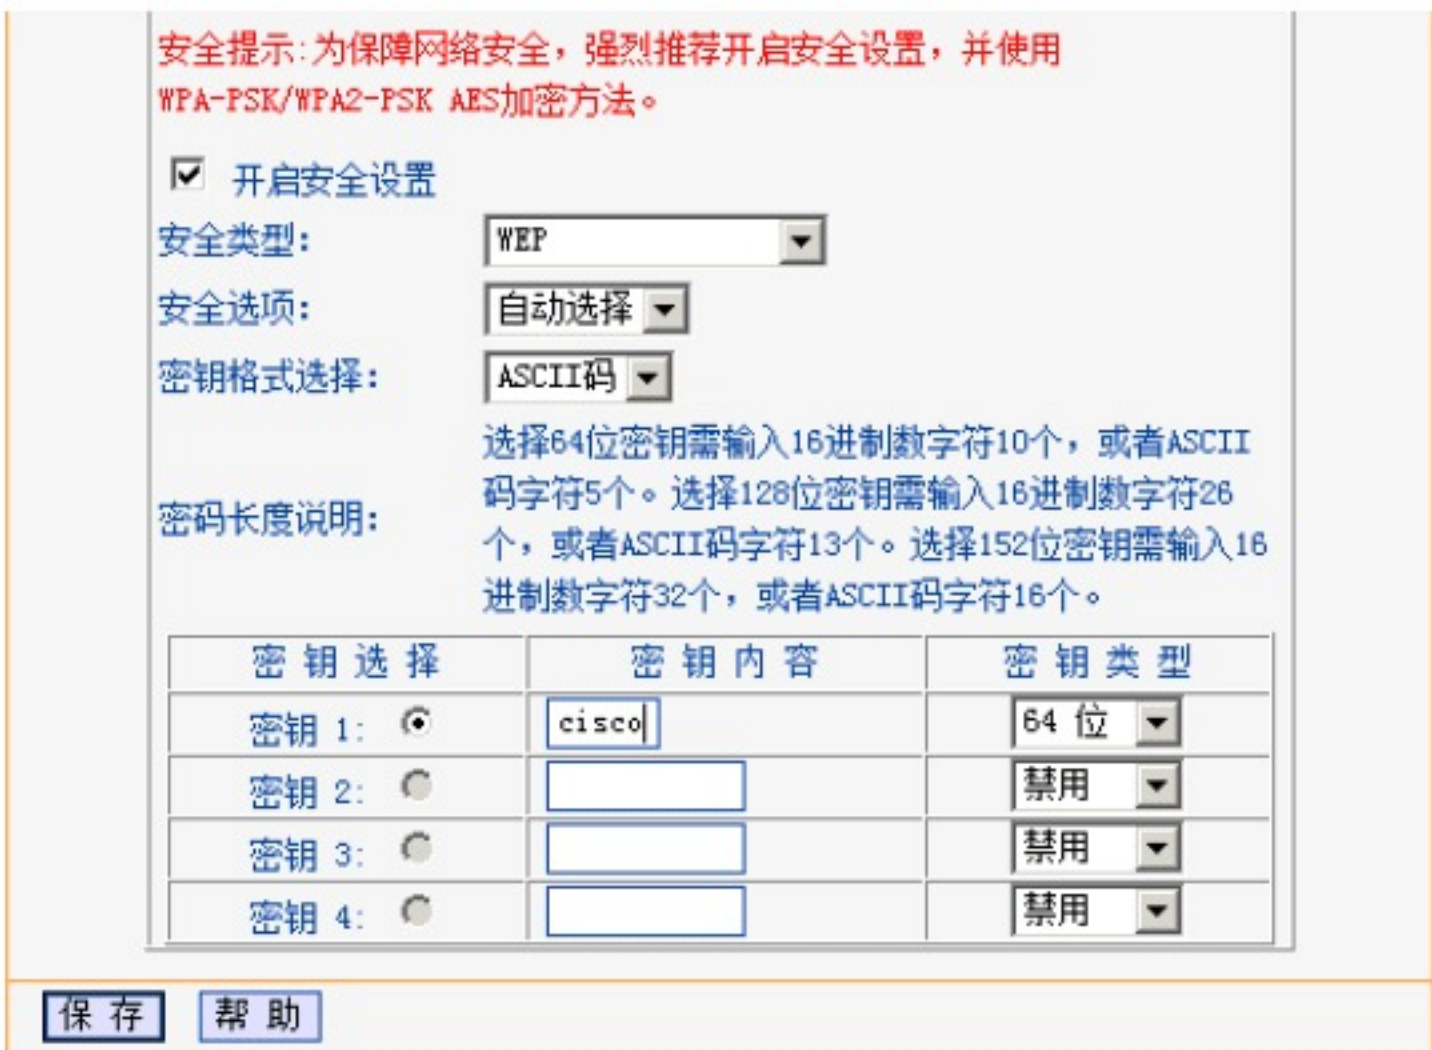 安全提示:为保障网络安全，强烈推荐开启安全设置，并使用
WPA-PSK/WPA2-PSK AES加密方法。
开启安全设置
安全类型: WEP
安全选项: 自动选择
密钥格式选择: ASCII码
选择64位密钥需输入16进制数字符10个，或者ASCII
码字符5个。选择128位密钥需输入16进制数字符26
密码长度说明:
个，或者ASCII码字符13个。选择152位密钥需输入16
进制数字符32个，或者ASCII码字符16个。
密钥选择 密钥内容 密钥类型
密钥 1: cisco 64 位
密钥 2: 禁用
密钥 3: 禁用
密钥 4: 禁用
保存 帮助